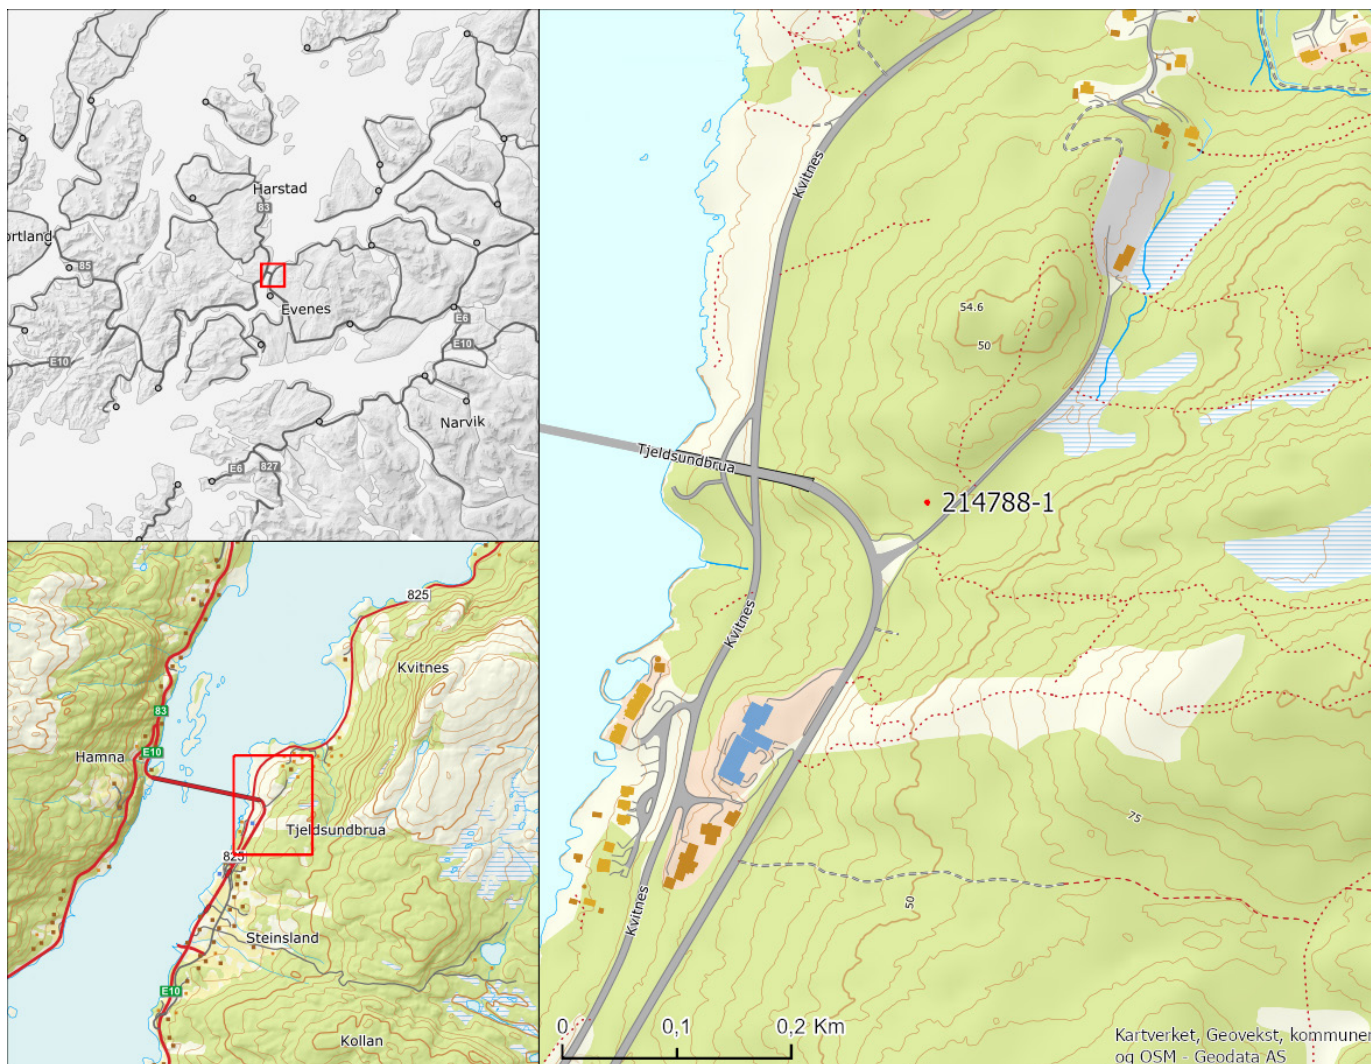 Harstad
83
ortland
85
Evenes
E6
E10
E10
Narvik
E6
827
825
Kvitnes
83
Hamna
E10
Tjeldsundbrua
825
Steinsland
E10
Kollan
Kvitnes
54.6
50
Tjeldsundbrua
214788-1
Kvitnes
75
50
Kvitnes
0
0,1
0,2 Km
Kartverket, Geovekst, kommuner
og OSM - Geodata AS